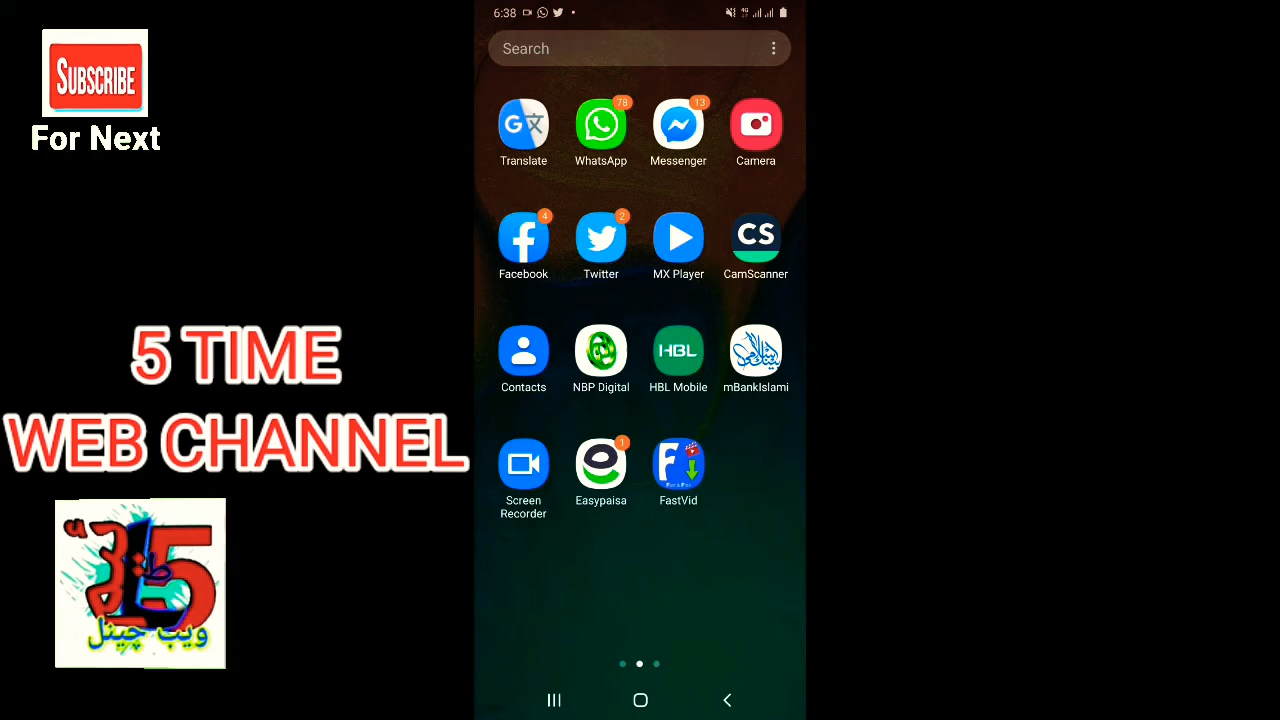 SUBSCRIBE
For Next
5 TIME
WEB CHANNEL
5
ویب چینل
6:38
4G
Search
78
13
Translate
WhatsApp
Messenger
Camera
4
2
CS
Facebook
Twitter
MX Player
CamScanner
HBL
Contacts
NBP Digital
HBL Mobile
mBankIslami
1
Screen
Recorder
Easypaisa
FastVid